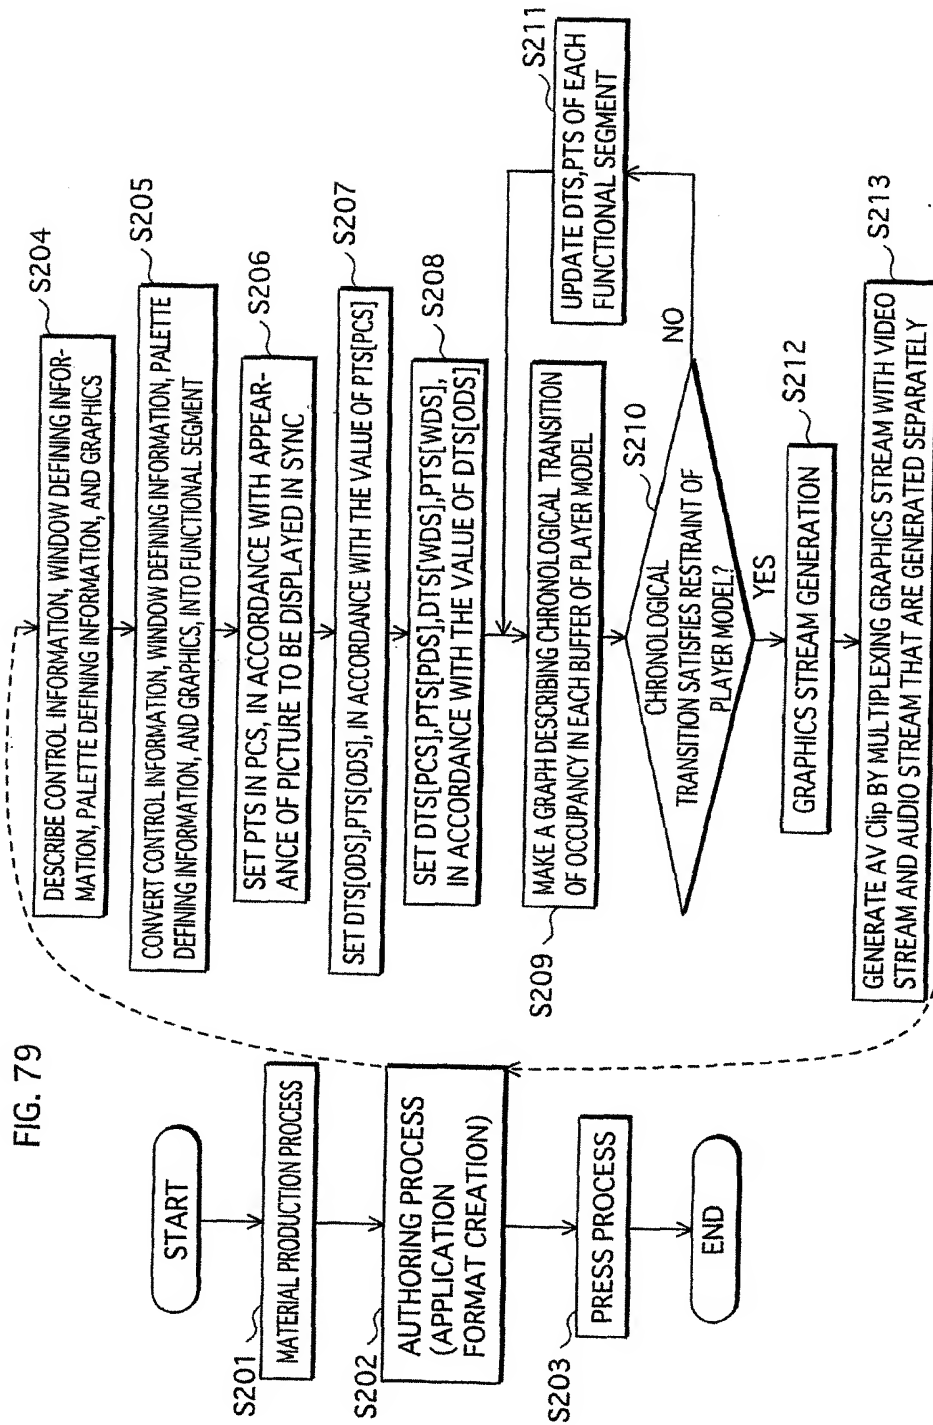 FIG. 79
START
S201
MATERIAL PRODUCTION PROCESS
S202
AUTHORING PROCESS
(APPLICATION
FORMAT CREATION)
S203
PRESS PROCESS
END
S204
DESCRIBE CONTROL INFORMATION, WINDOW DEFINING INFOR-
MATION, PALETTE DEFINING INFORMATION, AND GRAPHICS
S205
CONVERT CONTROL INFORMATION, WINDOW DEFINING INFORMATION, PALETTE
DEFINING INFORMATION, AND GRAPHICS, INTO FUNCTIONAL SEGMENT
S206
SET PTS IN PCS, IN ACCORDANCE WITH APPEAR-
ANCE OF PICTURE TO BE DISPLAYED IN SYNC
S207
SET DTS[ODS],PTS[ODS], IN ACCORDANCE WITH THE VALUE OF PTS[PCS]
S208
SET DTS[PCS],PTS[PDS],DTS[WDS],PTS[WDS],
IN ACCORDANCE WITH THE VALUE OF DTS[ODS]
S209
MAKE A GRAPH DESCRIBING CHRONOLOGICAL TRANSITION
OF OCCUPANCY IN EACH BUFFER OF PLAYER MODEL
S210
CHRONOLOGICAL
TRANSITION SATISFIES RESTRAINT OF
PLAYER MODEL?
NO
YES
S211
UPDATE DTS,PTS OF EACH
FUNCTIONAL SEGMENT
S212
GRAPHICS STREAM GENERATION
S213
GENERATE AV Clip BY MULTIPLEXING GRAPHICS STREAM WITH VIDEO
STREAM AND AUDIO STREAM THAT ARE GENERATED SEPARATELY